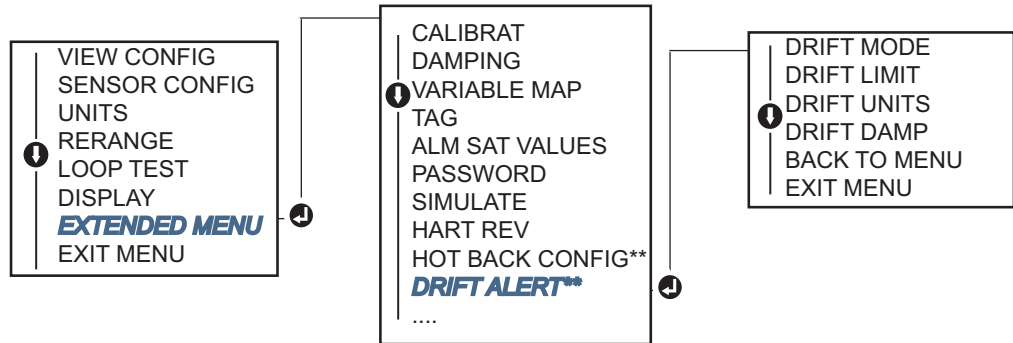 VIEW CONFIG
SENSOR CONFIG
UNITS
RERANGE
LOOP TEST
DISPLAY
EXTENDED MENU
EXIT MENU
CALIBRAT
DAMPING
VARIABLE MAP
TAG
ALM SAT VALUES
PASSWORD
SIMULATE
HART REV
HOT BACK CONFIG**
DRIFT ALERT**
....
DRIFT MODE
DRIFT LIMIT
DRIFT UNITS
DRIFT DAMP
BACK TO MENU
EXIT MENU